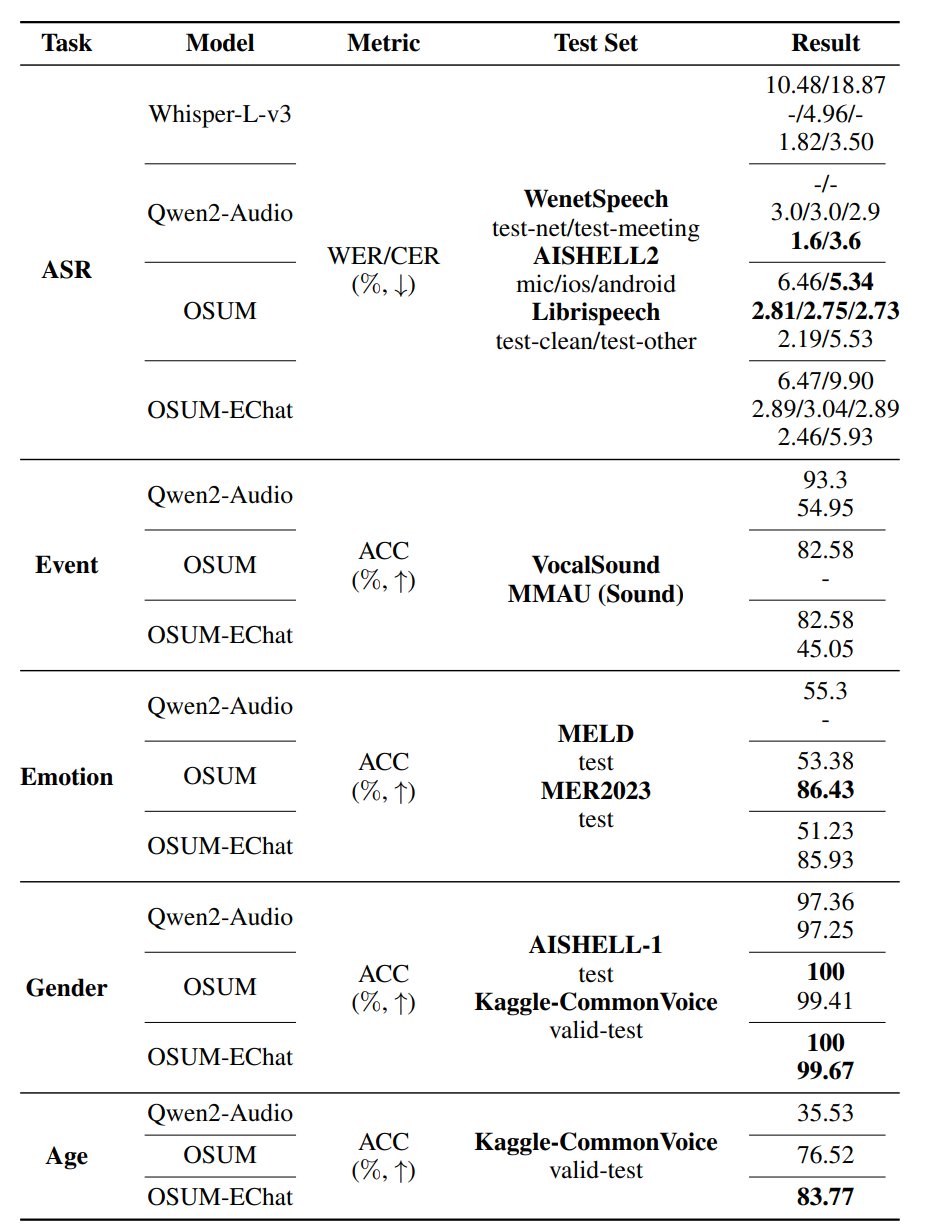 Task Model Metric Test Set Result
ASR
Whisper-L-v3
10.48/18.87
-/4.96/-
1.82/3.50
Qwen2-Audio
-/-
3.0/3.0/2.9
1.6/3.6
OSUM
6.46/5.34
2.81/2.75/2.73
2.19/5.53
OSUM-EChat
6.47/9.90
2.89/3.04/2.89
2.46/5.93
WER/CER
(%, ↓)
WenetSpeech
test-net/test-meeting
AISHELL2
mic/ios/android
Librispeech
test-clean/test-other
Event
Qwen2-Audio
93.3
54.95
OSUM
82.58
-
OSUM-EChat
82.58
45.05
ACC
(%, ↑)
VocalSound
MMAU (Sound)
Emotion
Qwen2-Audio
55.3
-
OSUM
53.38
86.43
OSUM-EChat
51.23
85.93
ACC
(%, ↑)
MELD
test
MER2023
test
Gender
Qwen2-Audio
97.36
97.25
OSUM
100
99.41
OSUM-EChat
100
99.67
ACC
(%, ↑)
AISHELL-1
test
Kaggle-CommonVoice
valid-test
Age
Qwen2-Audio
35.53
OSUM
76.52
OSUM-EChat
83.77
ACC
(%, ↑)
Kaggle-CommonVoice
valid-test